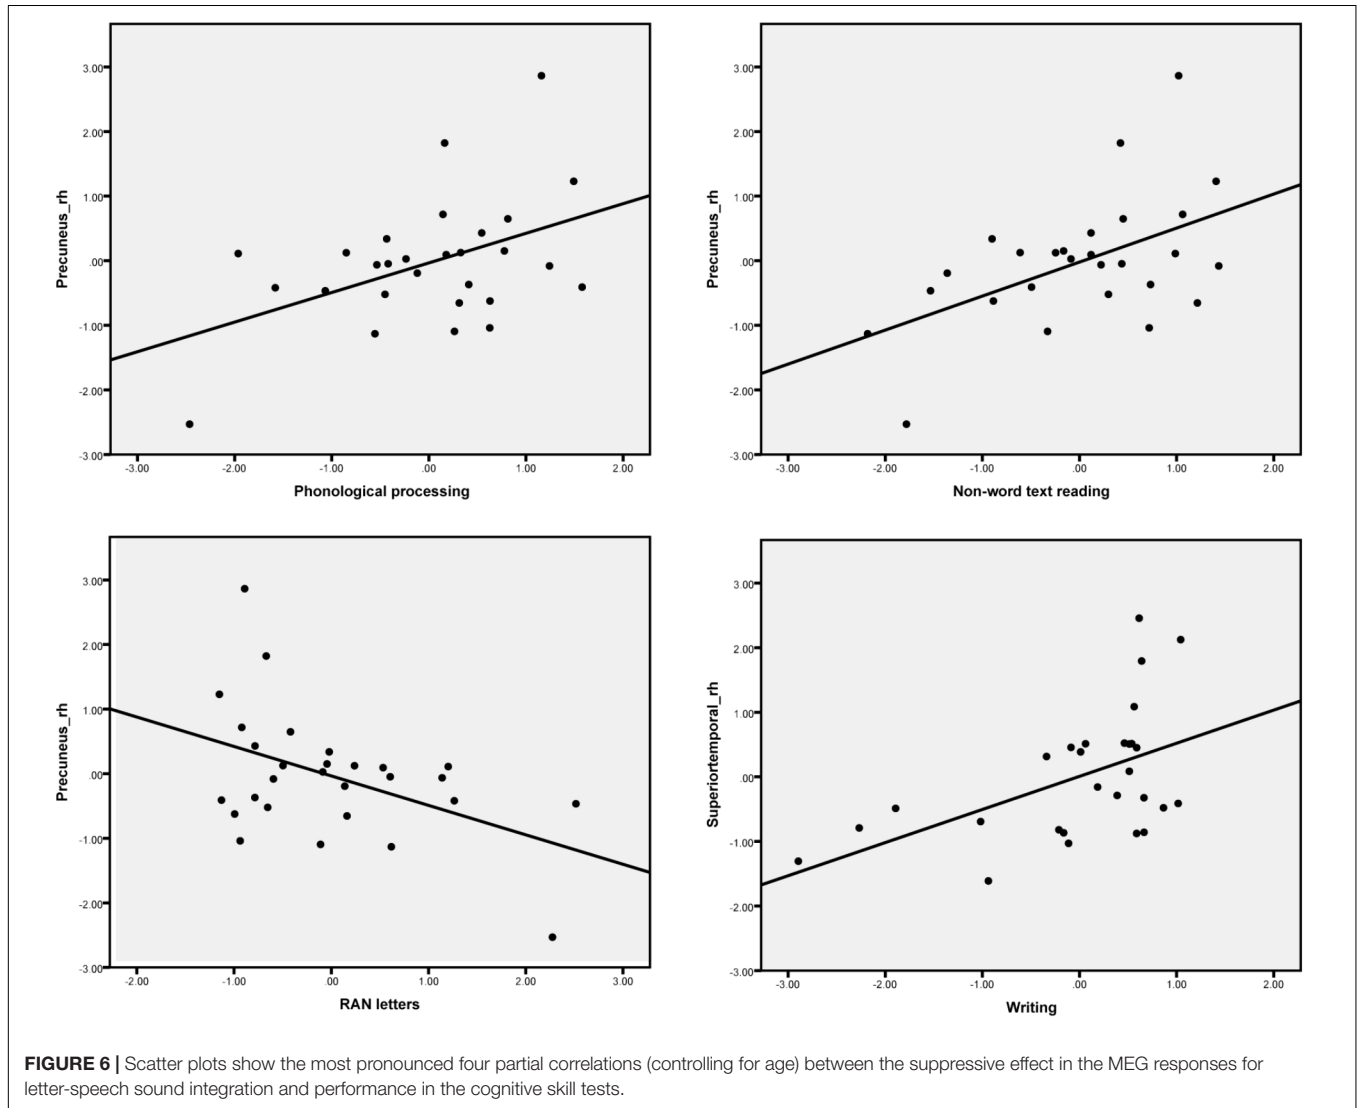 3.00
2.00
1.00
.00
-1.00
-2.00
-3.00
Precuneus_rh
-3.00 -2.00 -1.00 .00 1.00 2.00
Phonological processing
3.00
2.00
1.00
.00
-1.00
-2.00
-3.00
Precuneus_rh
-3.00 -2.00 -1.00 .00 1.00 2.00
Non-word text reading
3.00
2.00
1.00
.00
-1.00
-2.00
-3.00
Precuneus_rh
-2.00 -1.00 .00 1.00 2.00 3.00
RAN letters
3.00
2.00
1.00
.00
-1.00
-2.00
-3.00
Superiortemporal_rh
-3.00 -2.00 -1.00 .00 1.00 2.00
Writing
FIGURE 6 | Scatter plots show the most pronounced four partial correlations (controlling for age) between the suppressive effect in the MEG responses for
letter-speech sound integration and performance in the cognitive skill tests.